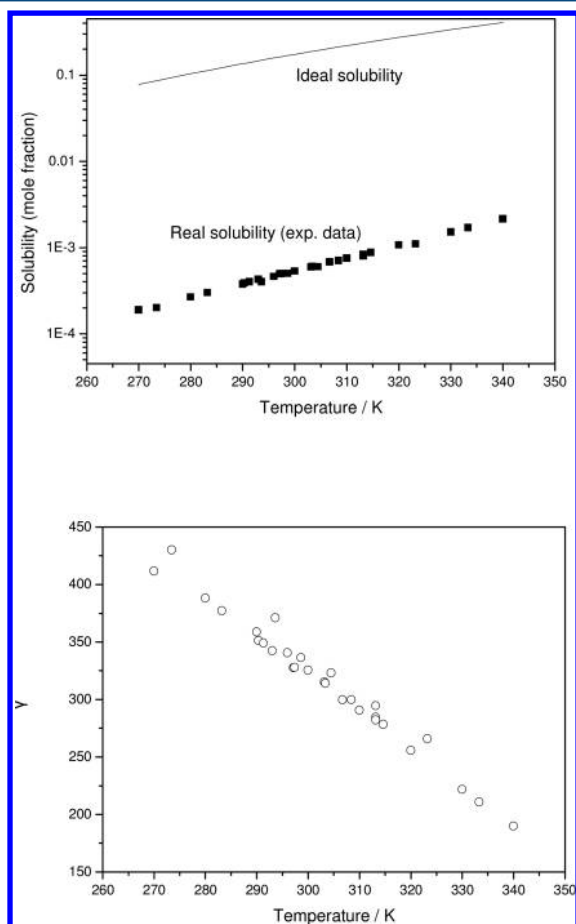 Solubility (mole fraction)
0.1
0.01
1E-3
1E-4
Ideal solubility
Real solubility (exp. data)
260 270 280 290 300 310 320 330 340 350
Temperature / K
γ
450
400
350
300
250
200
150
260 270 280 290 300 310 320 330 340 350
Temperature / K